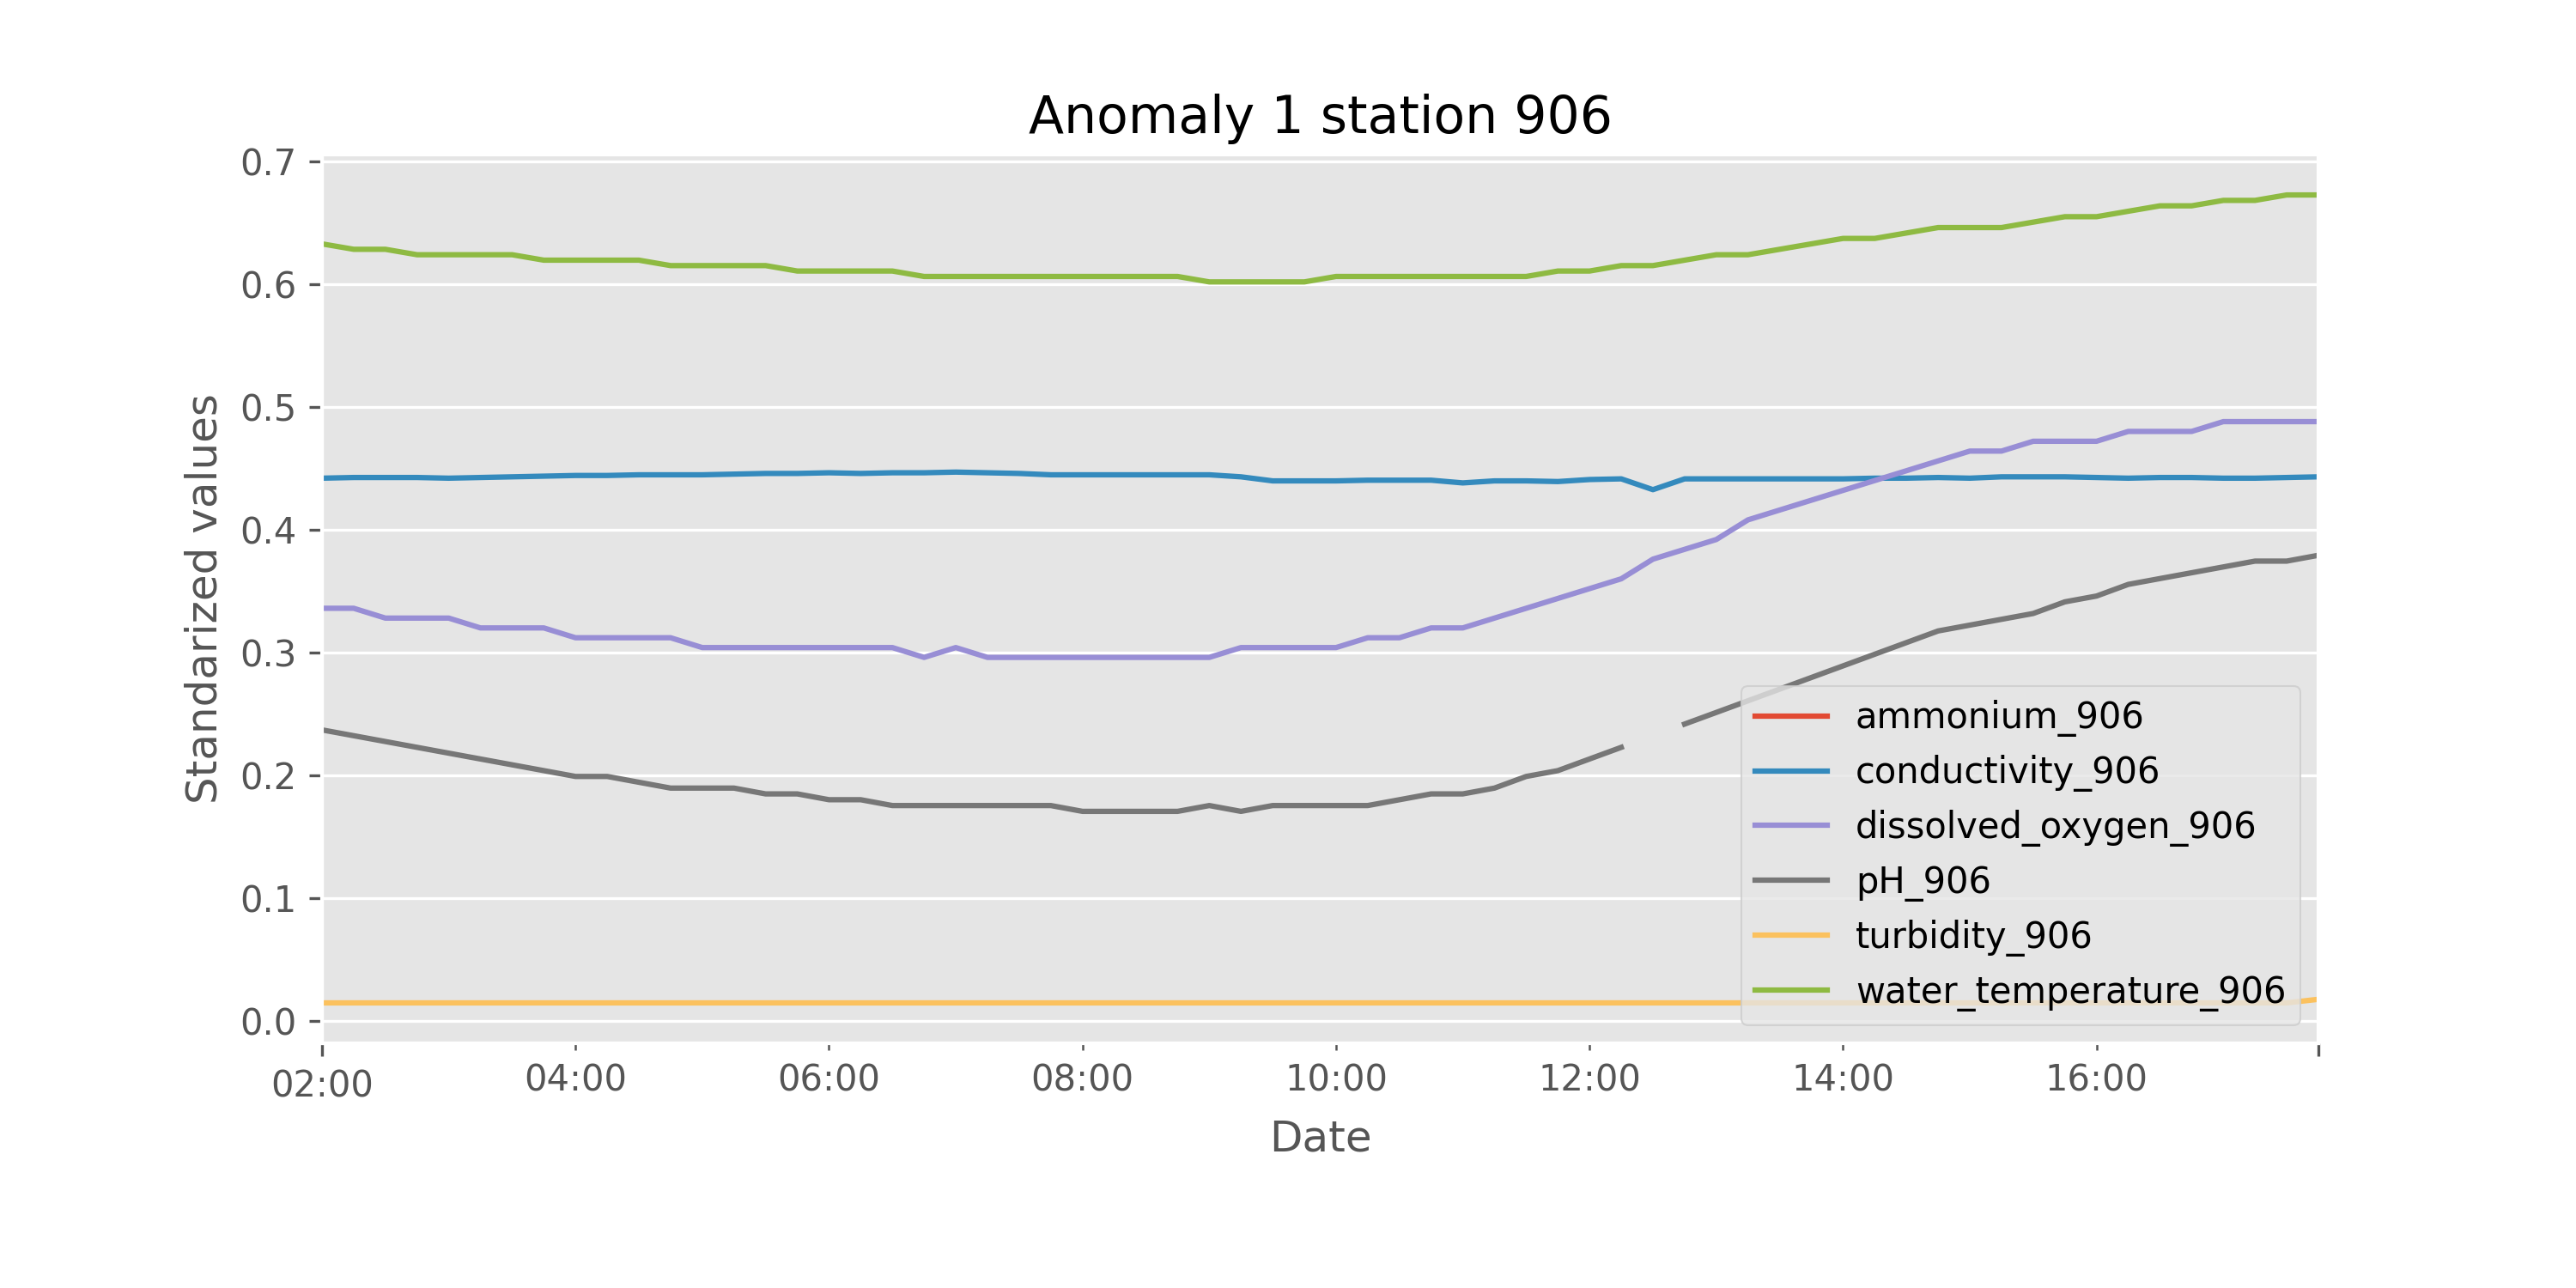 Anomaly 1 station 906
Standarized values
0.7
0.6
0.5
0.4
0.3
0.2
0.1
0.0
ammonium_906
conductivity_906
dissolved_oxygen_906
pH_906
turbidity_906
water_temperature_906
02:00 04:00 06:00 08:00 10:00 12:00 14:00 16:00
Date